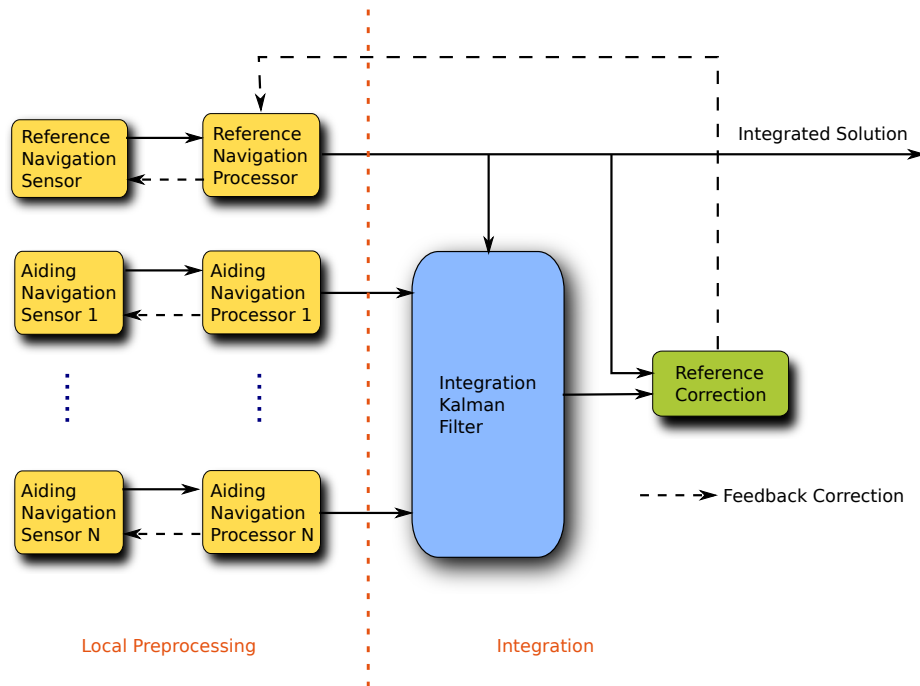 Reference
Navigation
Sensor
Reference
Navigation
Processor
Integrated Solution
Aiding
Navigation
Sensor 1
Aiding
Navigation
Processor 1
Integration
Kalman
Filter
Reference
Correction
Aiding
Navigation
Sensor N
Aiding
Navigation
Processor N
Feedback Correction
Local Preprocessing
Integration